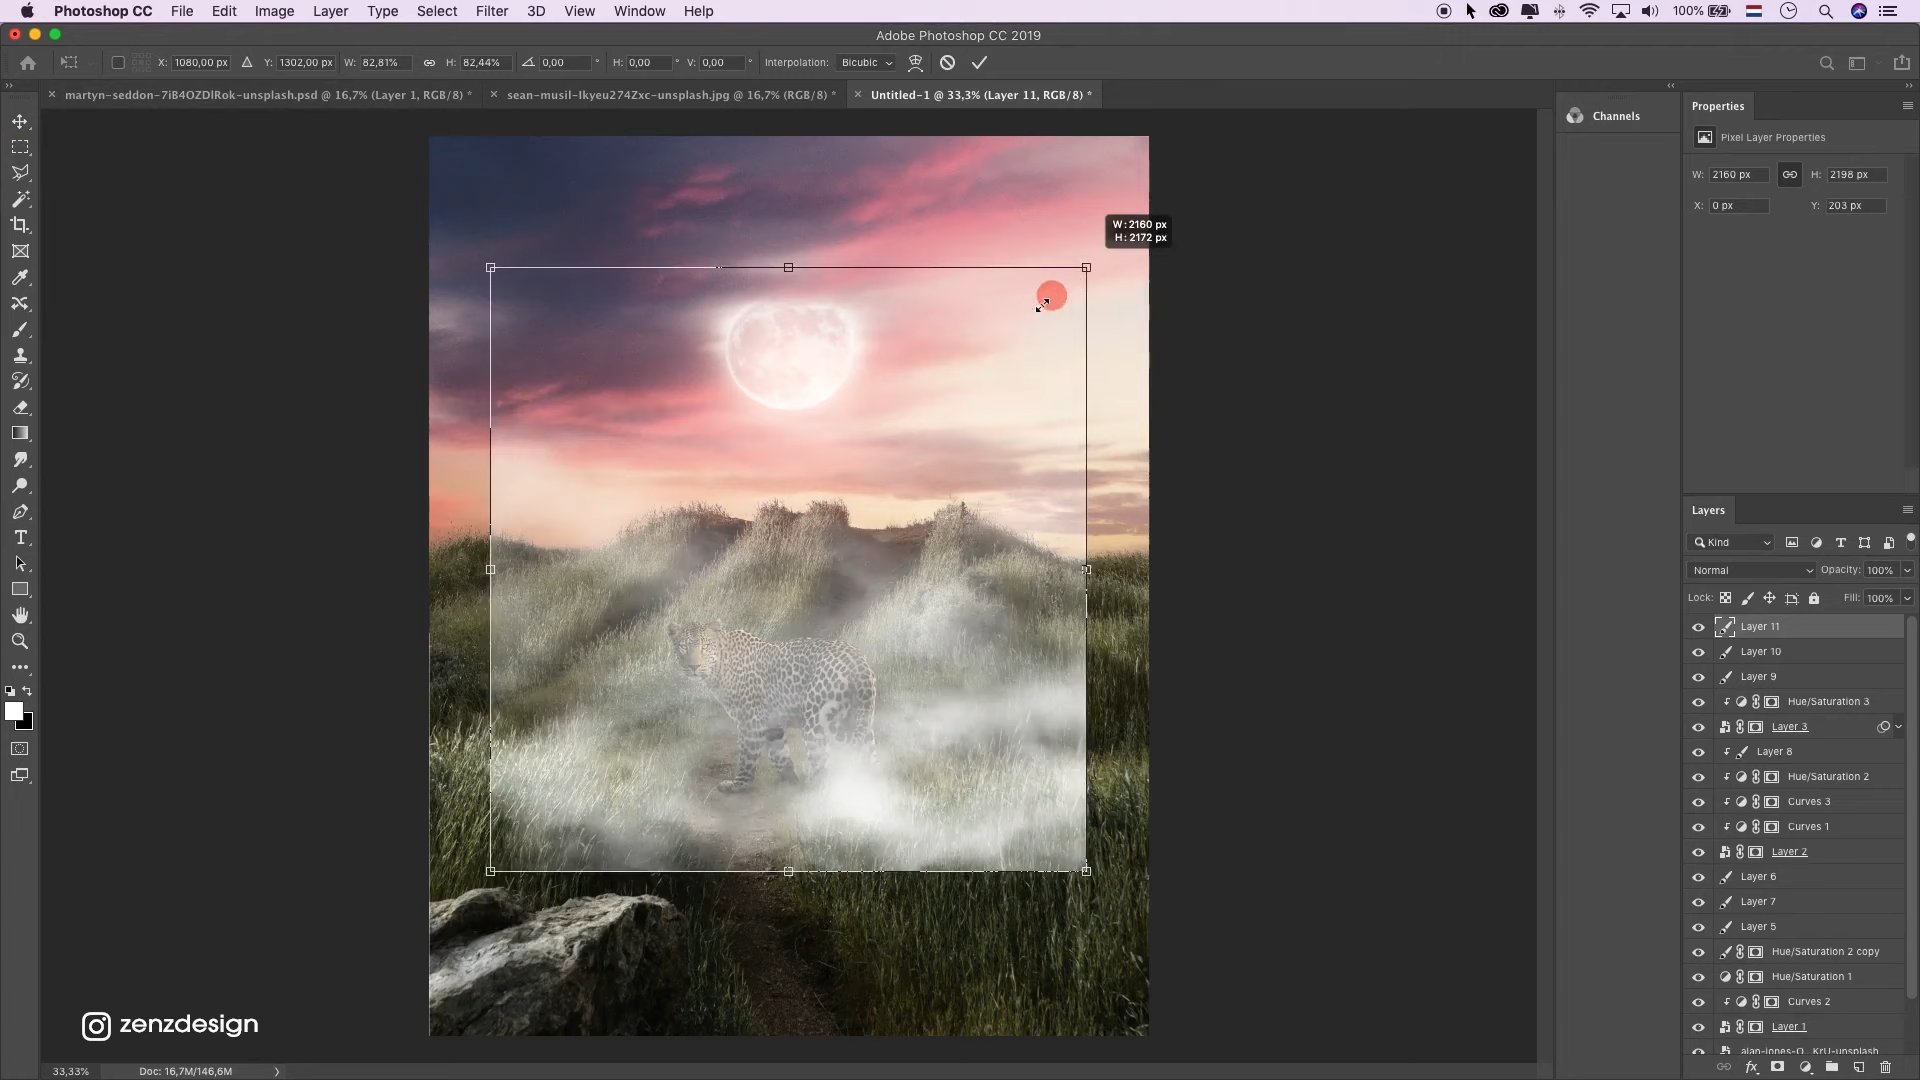 Photoshop CC File Edit Image Layer Type Select Filter 3D View Window Help 100%
Adobe Photoshop CC 2019
X: 1080,00 px Y: 1302,00 px W: 82,81% H: 82,44% 0,00 ° H: 0,00 ° V: 0,00 ° Interpolation: Bicubic
martyn-seddon-7iB4OZDlRok-unsplash.psd @ 16,7% (Layer 1, RGB/8) * sean-musil-Ikyeu274Zxc-unsplash.jpg @ 16,7% (RGB/8) * Untitled-1 @ 33,3% (Layer 11, RGB/8) *
Channels
Properties
Pixel Layer Properties
W: 2160 px H: 2198 px
X: 0 px Y: 203 px
W: 2160 px
H: 2172 px
Layers
Kind
Normal Opacity: 100%
Lock: Fill: 100%
Layer 11
Layer 10
Layer 9
Hue/Saturation 3
Layer 3
Layer 8
Hue/Saturation 2
Curves 3
Curves 1
Layer 2
Layer 6
Layer 7
Layer 5
Hue/Saturation 2 copy
Hue/Saturation 1
Curves 2
Layer 1
zenzdesign
33,33% Doc: 16,7M/146,6M